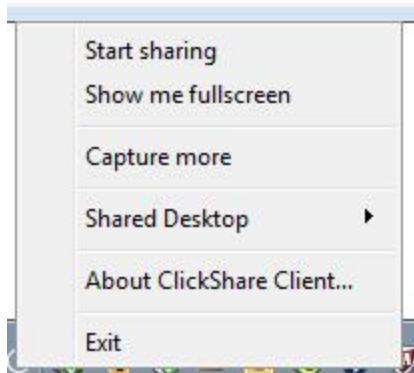 Start sharing
Show me fullscreen
Capture more
Shared Desktop
About ClickShare Client...
Exit